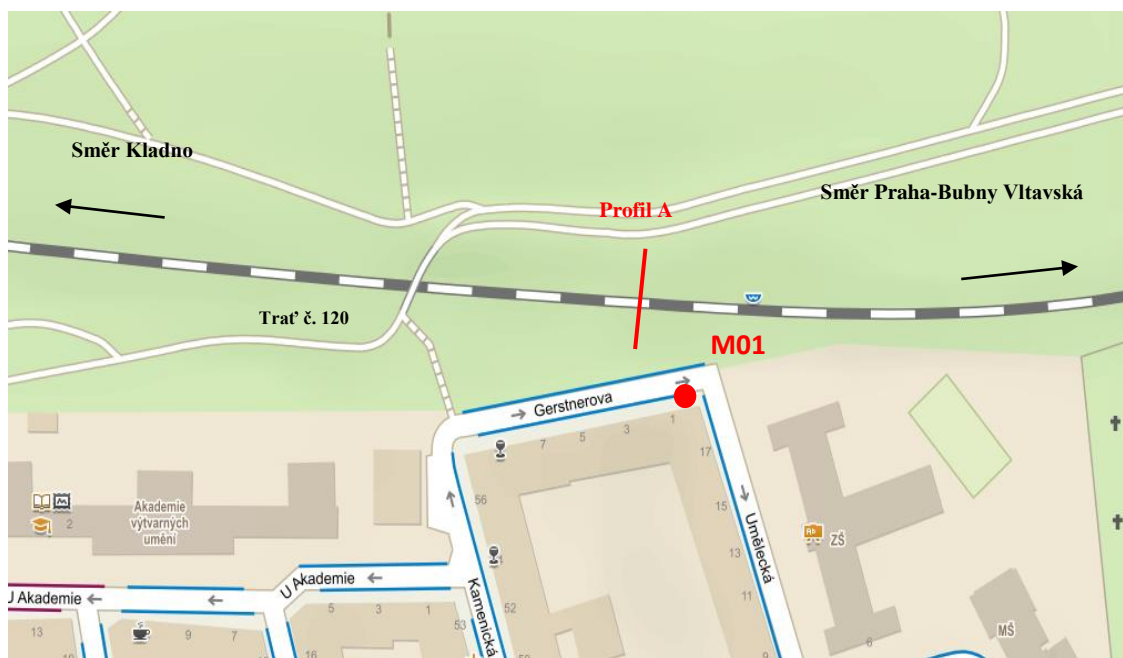 Směr Kladno
Směr Praha-Bubny Vltavská
Profil A
Trať č. 120
M01
Gerstnerova
1
3
5
7
17
56
2
Akademie
výtvarných
umění
15
Umělecká
ZŠ
13
U Akademie
U Akademie
Kamenická
52
11
5
3
1
53
13
9
7
16
9
6
MŠ